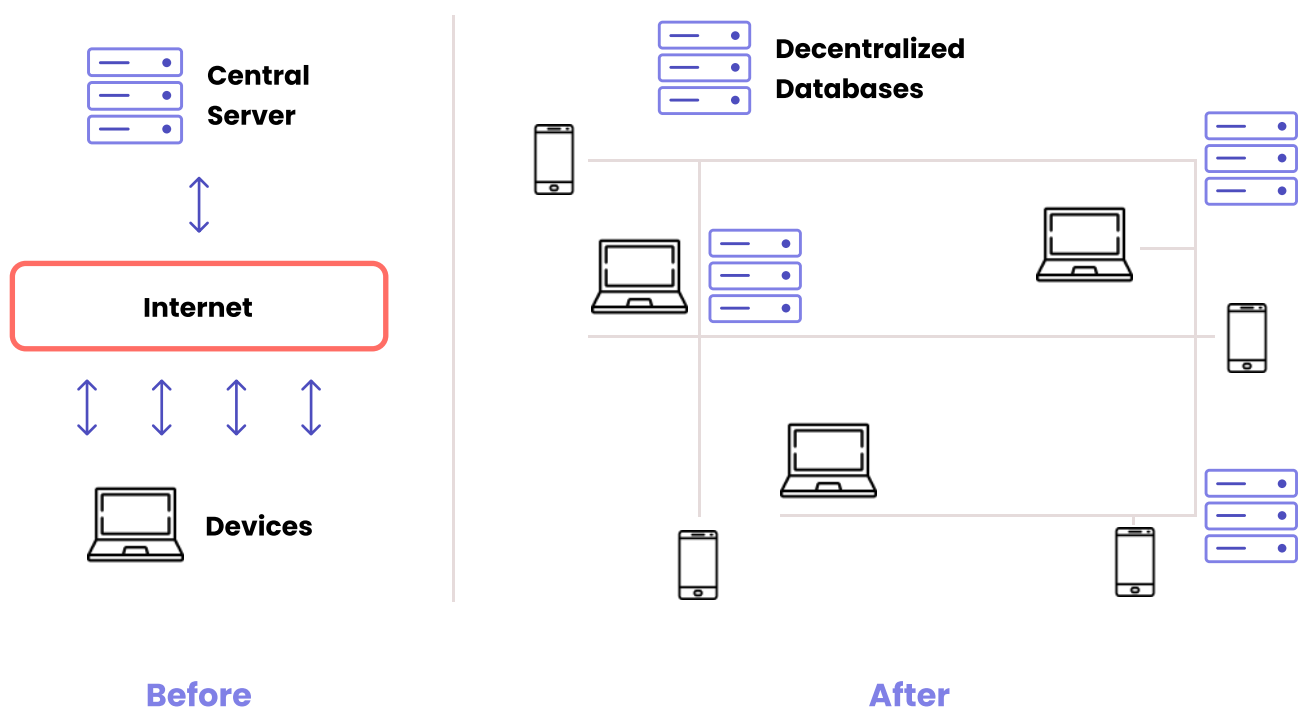 Central
Server
Internet
Devices
Before
Decentralized
Databases
After